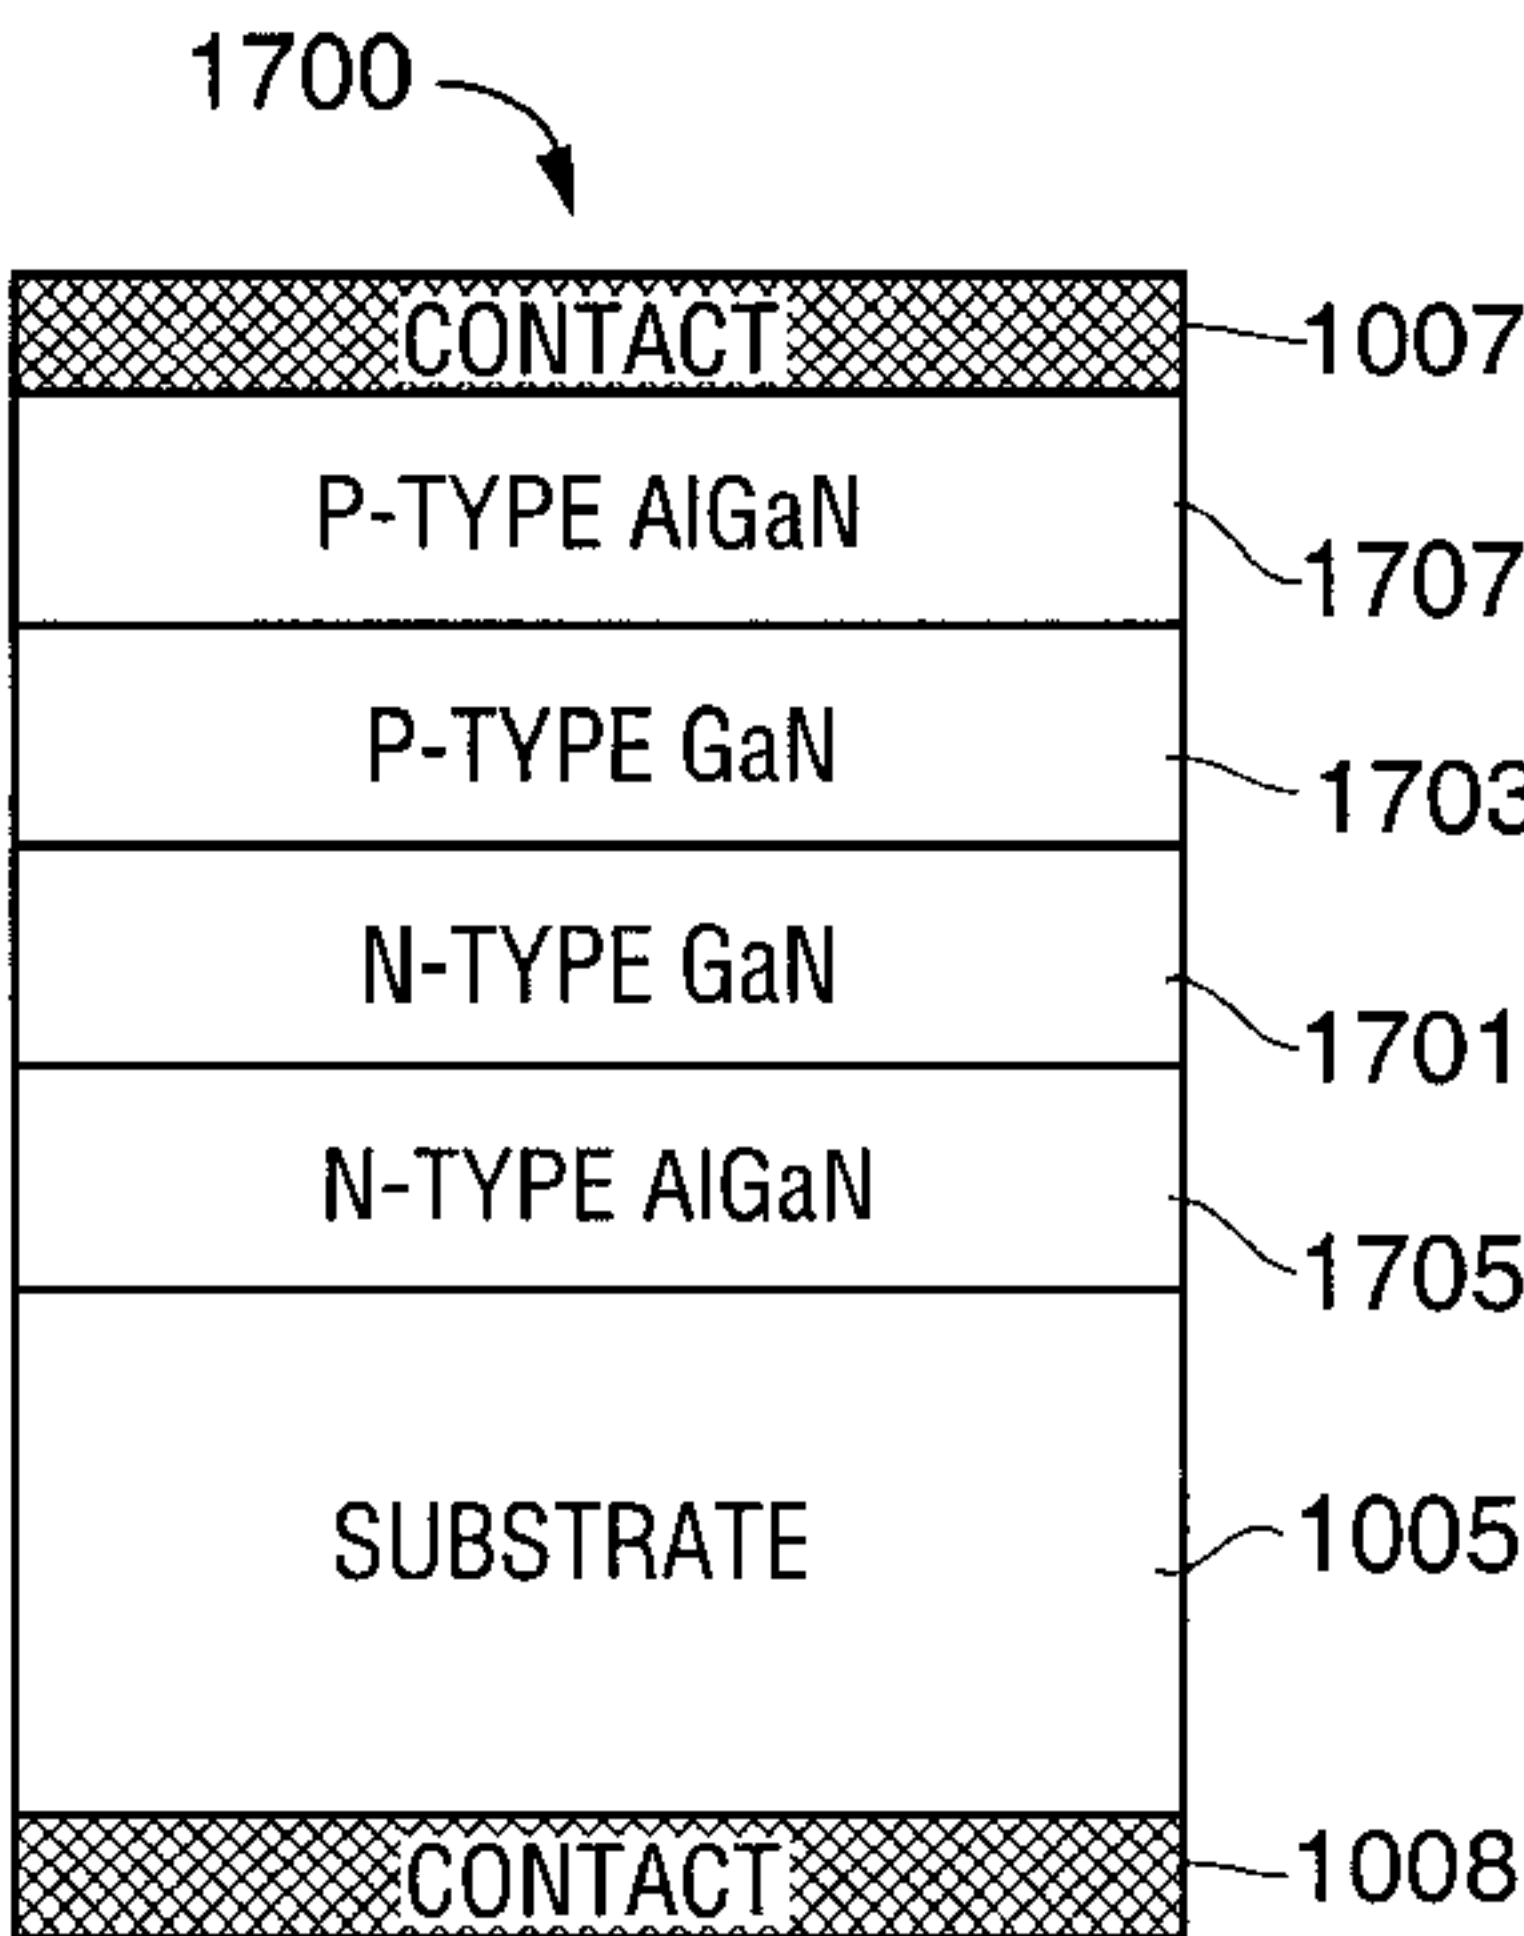 1700
CONTACT
1007
P-TYPE AlGaN
1707
P-TYPE GaN
1703
N-TYPE GaN
1701
N-TYPE AlGaN
1705
SUBSTRATE
1005
CONTACT
1008